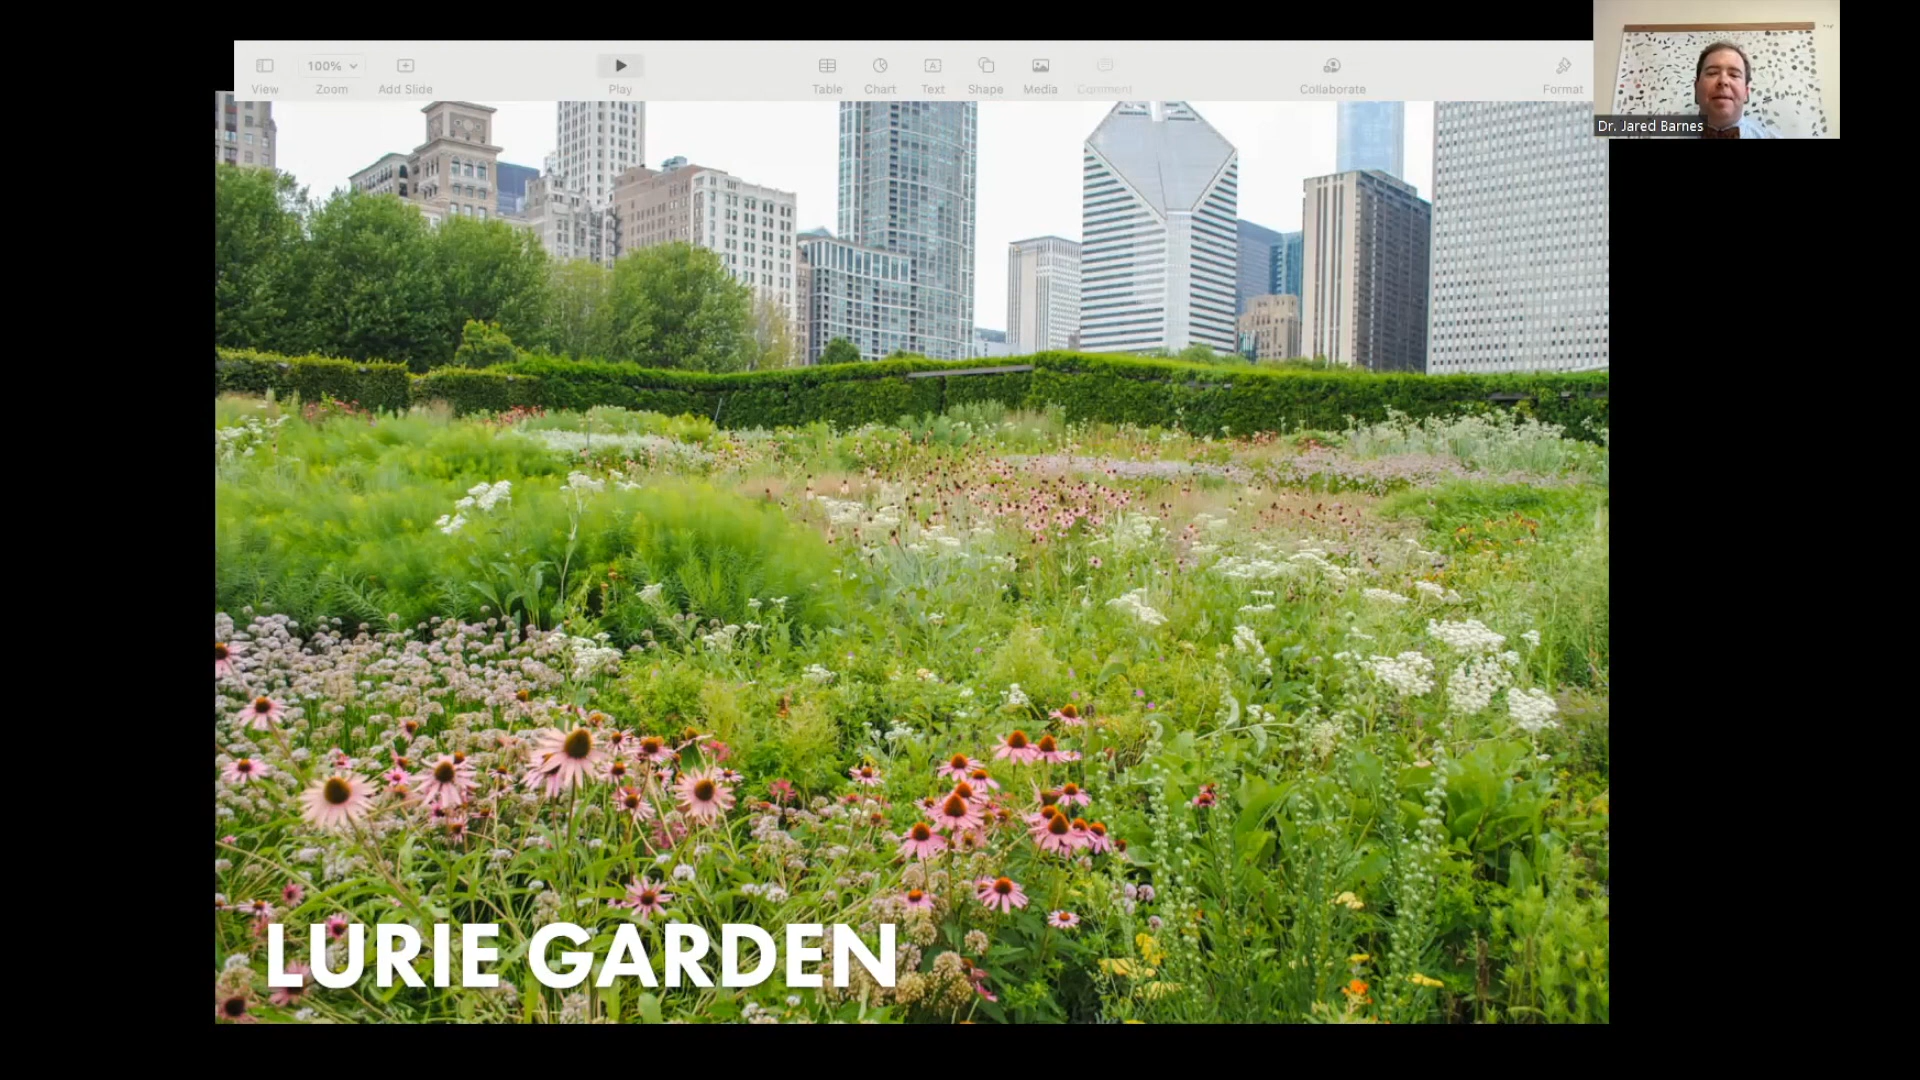 100%
View
Zoom
Add Slide
Play
Table
Chart
Text
Shape
Media
Comment
Collaborate
Format
Dr. Jared Barnes
LURIE GARDEN